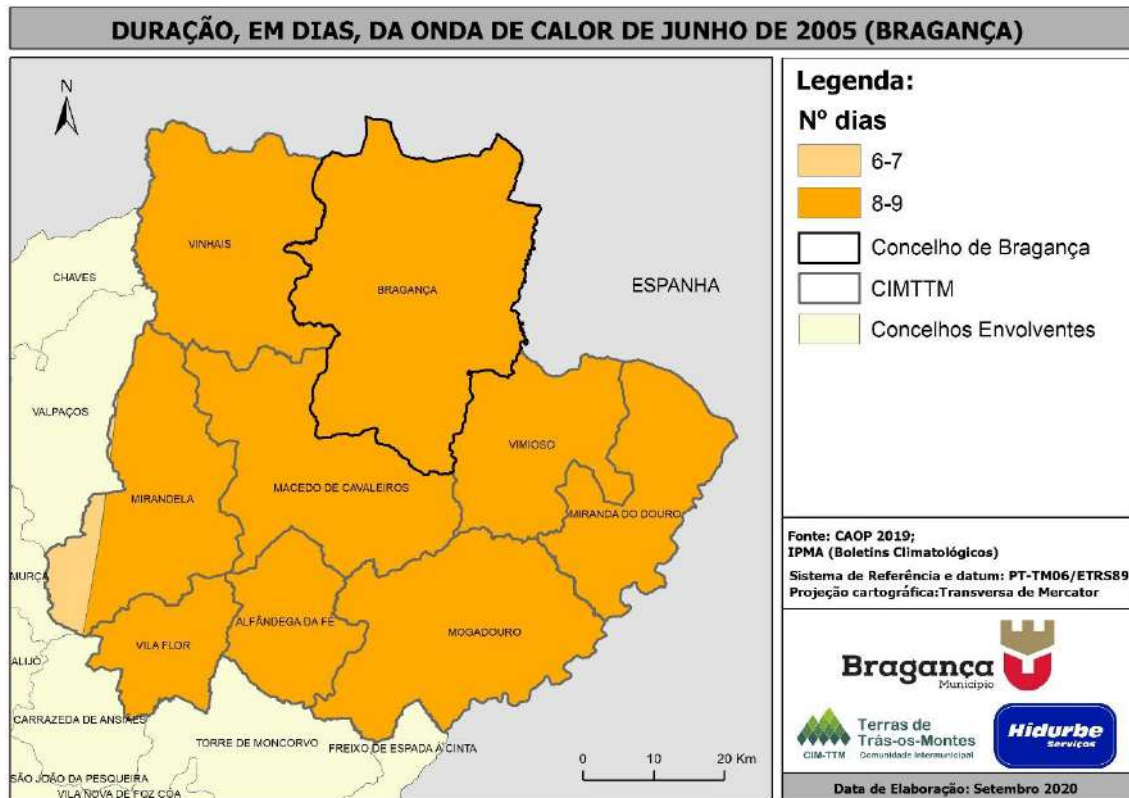 DURAÇÃO, EM DIAS, DA ONDA DE CALOR DE JUNHO DE 2005 (BRAGANÇA)
N
VINHAIS
CHAVES
BRAGANÇA
ESPANHA
VALPAÇOS
VIMIOSO
MACEDO DE CAVALEIROS
MIRANDELA
MIRANDA DO DOURO
MURÇA
ALFÂNDEGA DA FÉ
MOGADOURO
VILA FLOR
ALIJÓ
CARRAZEDA DE ANSIÃES
TORRE DE MONCORVO
FREIXO DE ESPADA À CINTA
SÃO JOÃO DA PESQUEIRA
VILA NOVA DE FOZ CÔA
0 10 20 Km
Legenda:
Nº dias
6-7
8-9
Concelho de Bragança
CIMTTM
Concelhos Envolventes
Fonte: CAOP 2019;
IPMA (Boletins Climatológicos)
Sistema de Referência e datum: PT-TM06/ETRS89
Projeção cartográfica:Transversa de Mercator
Bragança
Município
Terras de
Trás-os-Montes
CIM-TTM Comunidade Intermunicipal
Hidurbe
Serviços
Data de Elaboração: Setembro 2020